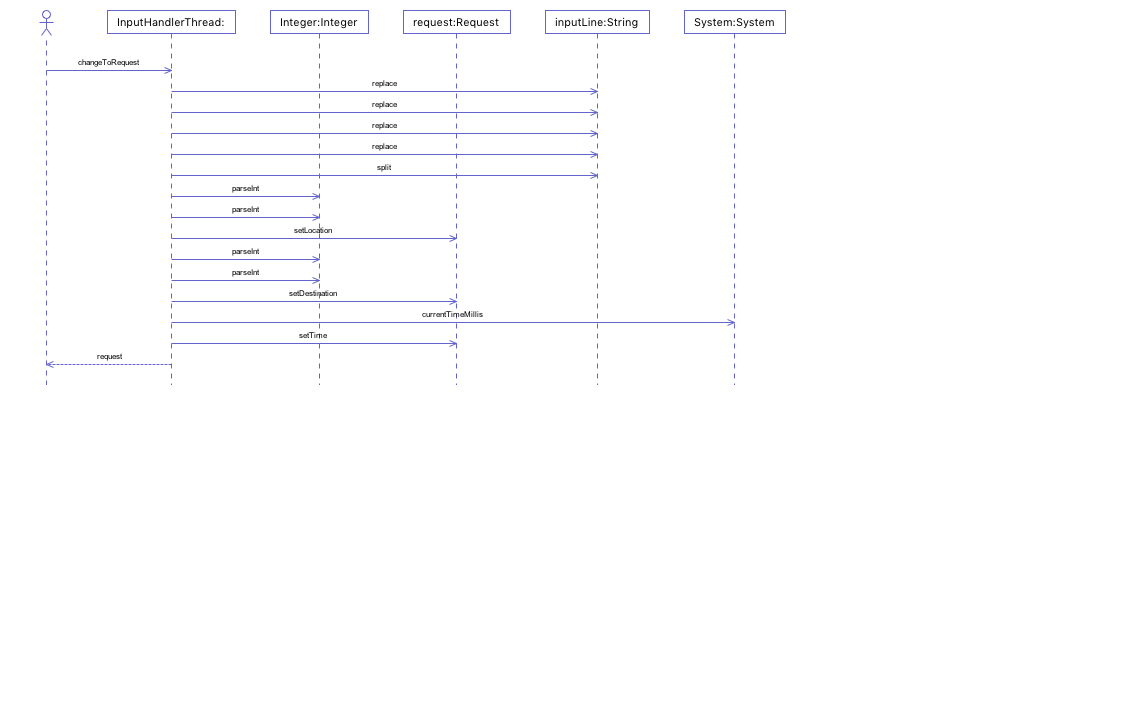 InputHandlerThread:
Integer:Integer
request:Request
inputLine:String
System:System
changeToRequest
replace
replace
replace
replace
split
parseInt
parseInt
setLocation
parseInt
parseInt
setDestination
currentTimeMillis
setTime
request